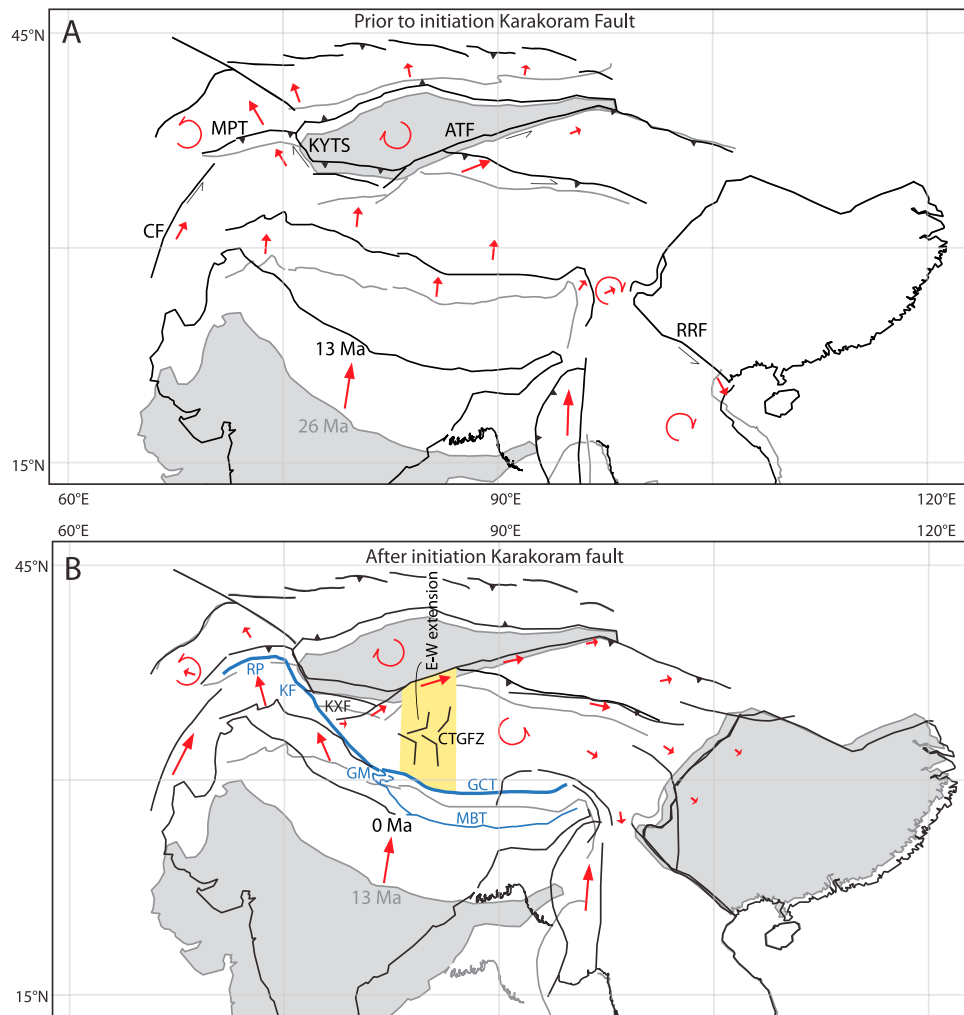 A
Prior to initiation Karakoram Fault
45°N
MPT
ATF
KYTS
CF
RRF
13 Ma
26 Ma
15°N
60°E
90°E
120°E
60°E
90°E
120°E
B
After initiation Karakoram fault
45°N
E-W extension
RP
KF
KXF
CTGFZ
GM
GCT
MBT
0 Ma
13 Ma
15°N